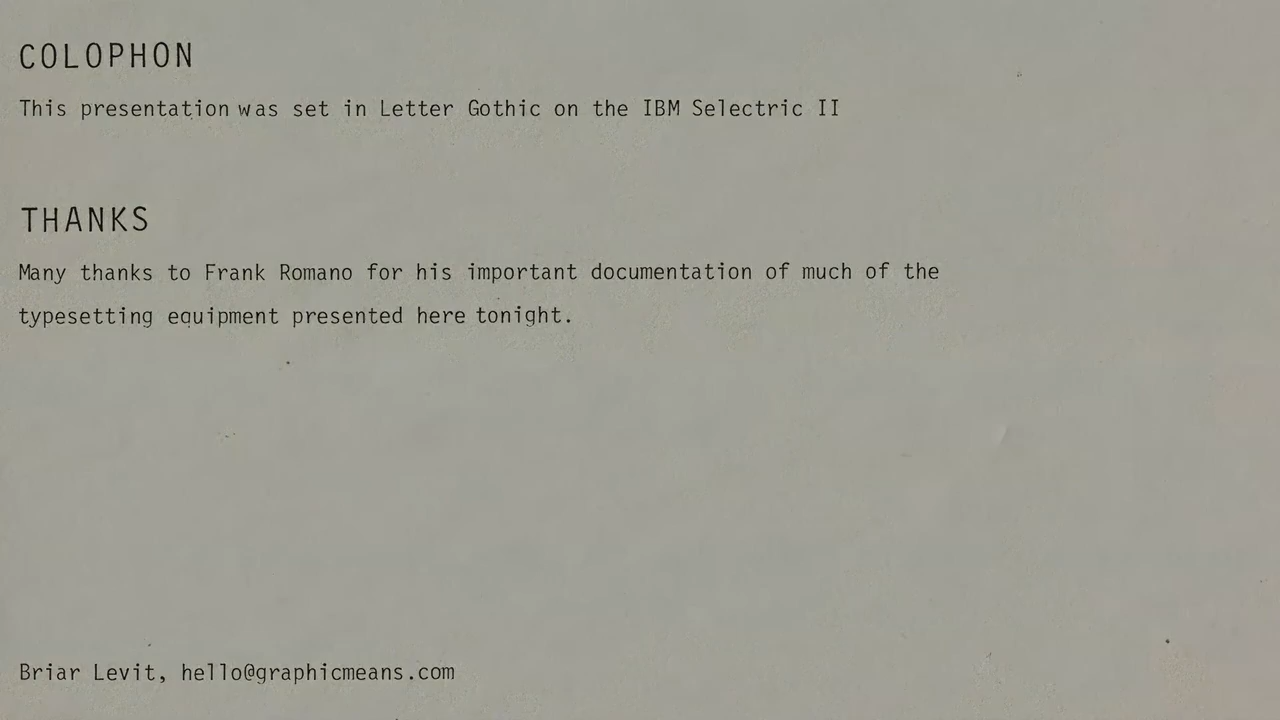 COLOPHON
This presentation was set in Letter Gothic on the IBM Selectric II
THANKS
Many thanks to Frank Romano for his important documentation of much of the
typesetting equipment presented here tonight.
Briar Levit, hello@graphicmeans.com